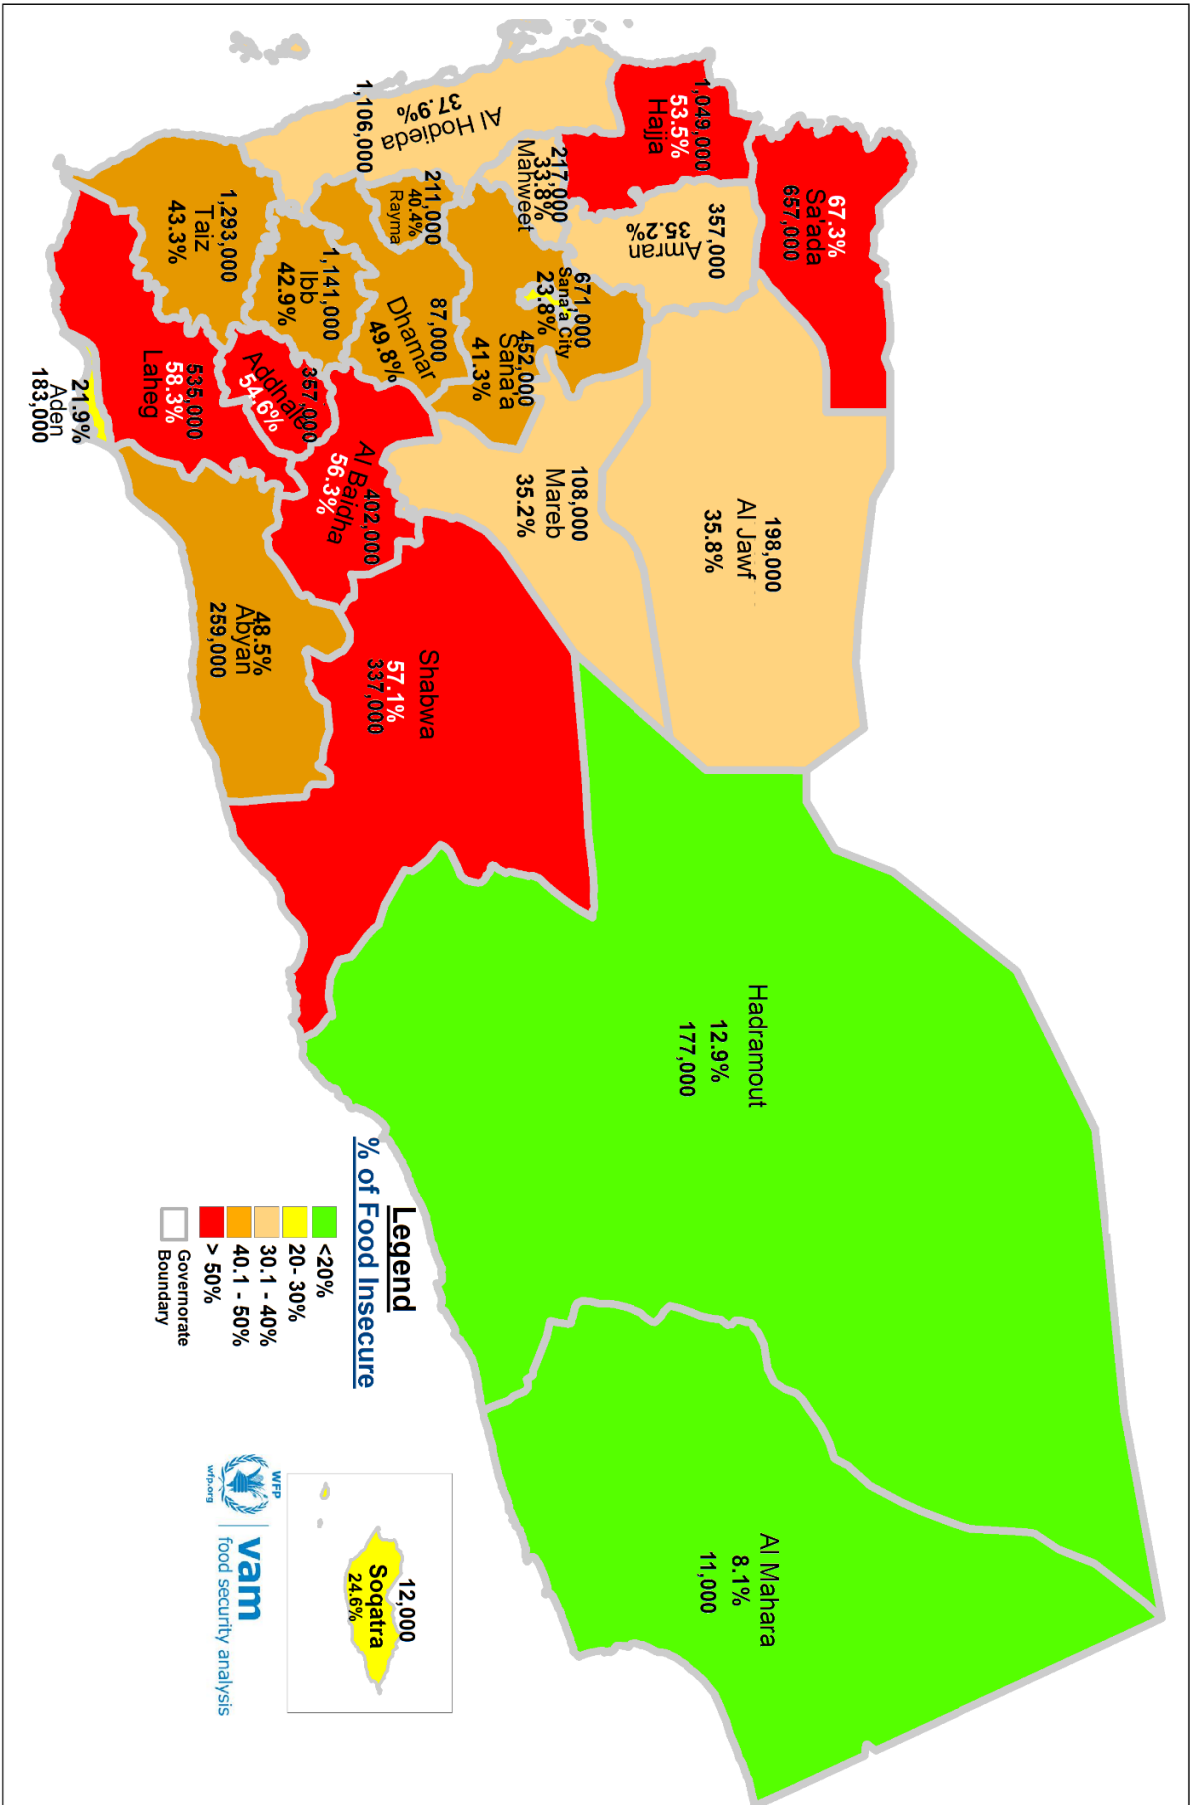 67.3%
Sa'ada
657,000
1,049,000
53.5%
Hajja
357,000
Amran
35.2%
198,000
Al Jawf
35.8%
217,000
33.8%
Mahweet
671,000
Sana'a City
23.8%
452,000
Sana'a
41.3%
108,000
Mareb
35.2%
Al Hodieda
37.9%
1,106,000
211,000
40.4%
Rayma
87,000
Dhamar
49.8%
1,141,000
Ibb
42.9%
1,293,000
Taiz
43.3%
357,000
Addhale
54.6%
402,000
Al Baidha
56.3%
535,000
58.3%
Laheg
21.9%
Aden
183,000
48.5%
Abyan
259,000
Shabwa
57.1%
337,000
Hadramout
12.9%
177,000
Al Mahara
8.1%
11,000
12,000
Soqatra
24.6%
Legend
% of Food Insecure
<20%
20- 30%
30.1 - 40%
40.1 - 50%
> 50%
Governorate
Boundary
WFP
wfp.org
vam
food security analysis